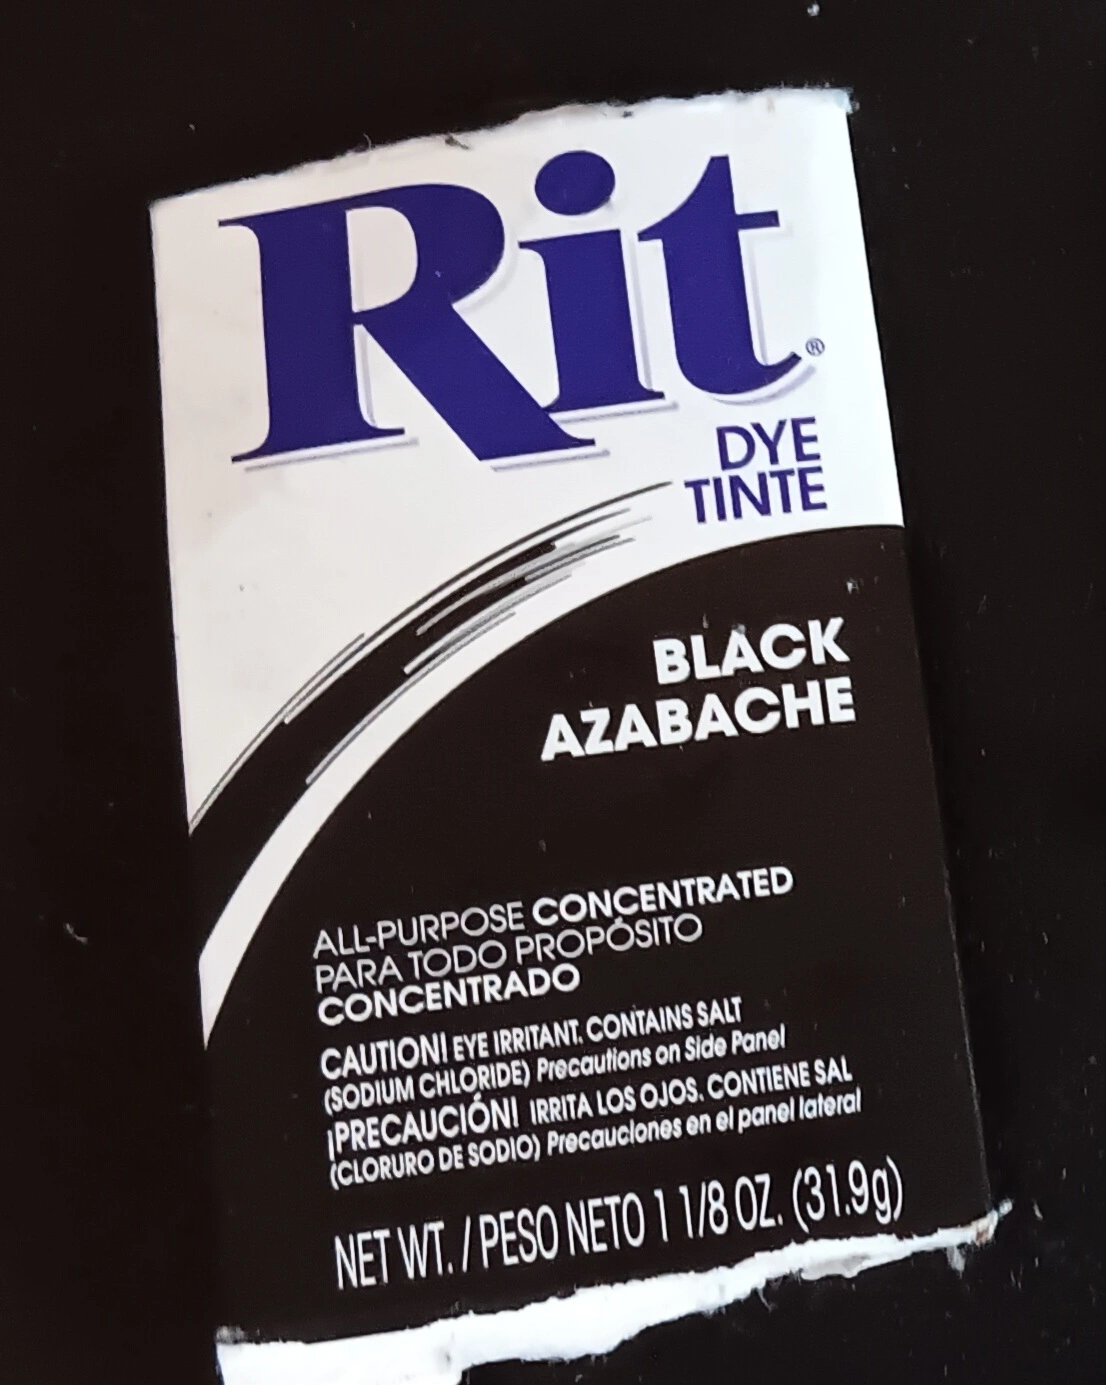 Rit®
DYE
TINTE
BLACK
AZABACHE
ALL-PURPOSE CONCENTRATED
PARA TODO PROPÓSITO
CONCENTRADO
CAUTION! EYE IRRITANT. CONTAINS SALT
(SODIUM CHLORIDE) Precautions on Side Panel
¡PRECAUCIÓN! IRRITA LOS OJOS. CONTIENE SAL
(CLORURO DE SODIO) Precauciones en el panel lateral
NET WT. / PESO NETO 1 1/8 OZ. (31.9g)